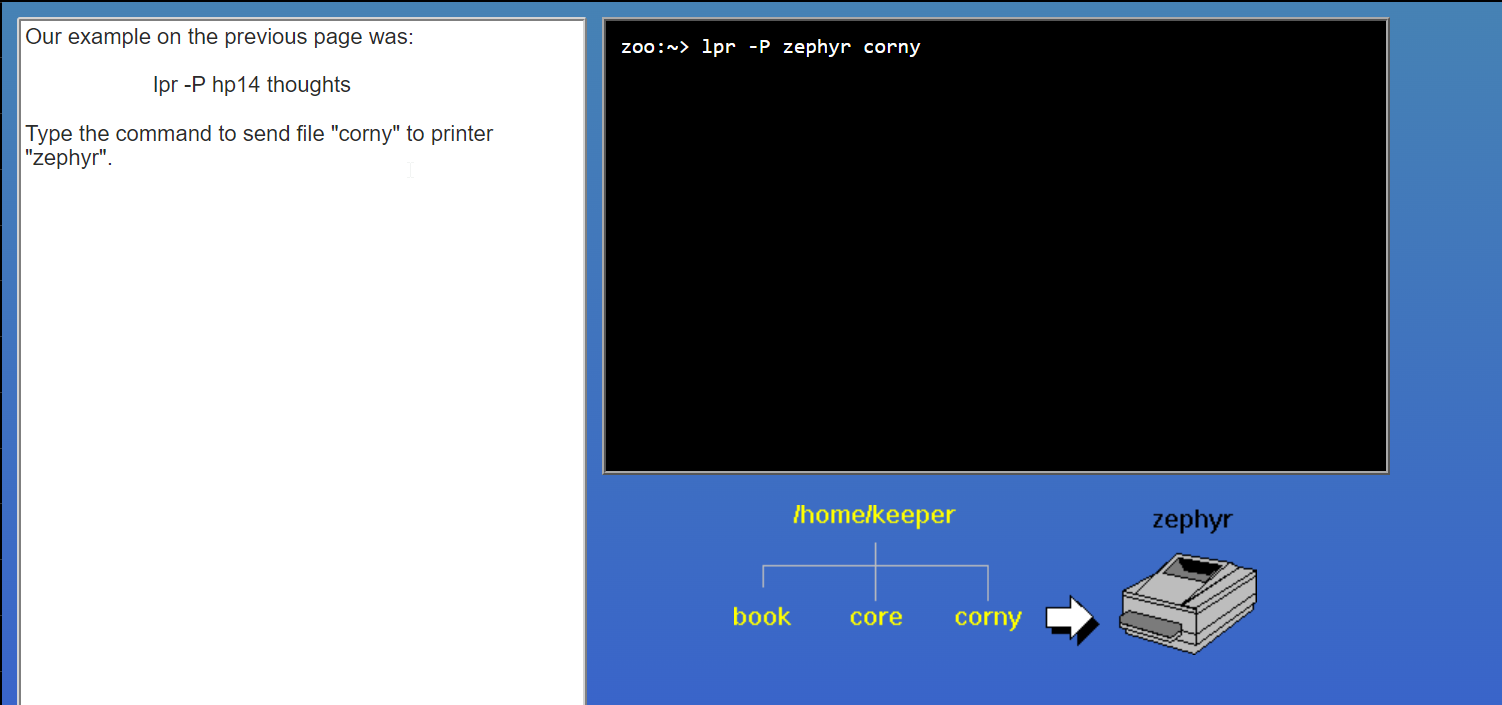 Our example on the previous page was:
lpr -P hp14 thoughts
Type the command to send file "corny" to printer
"zephyr".
zoo:~> lpr -P zephyr corny
/home/keeper
zephyr
book core corny